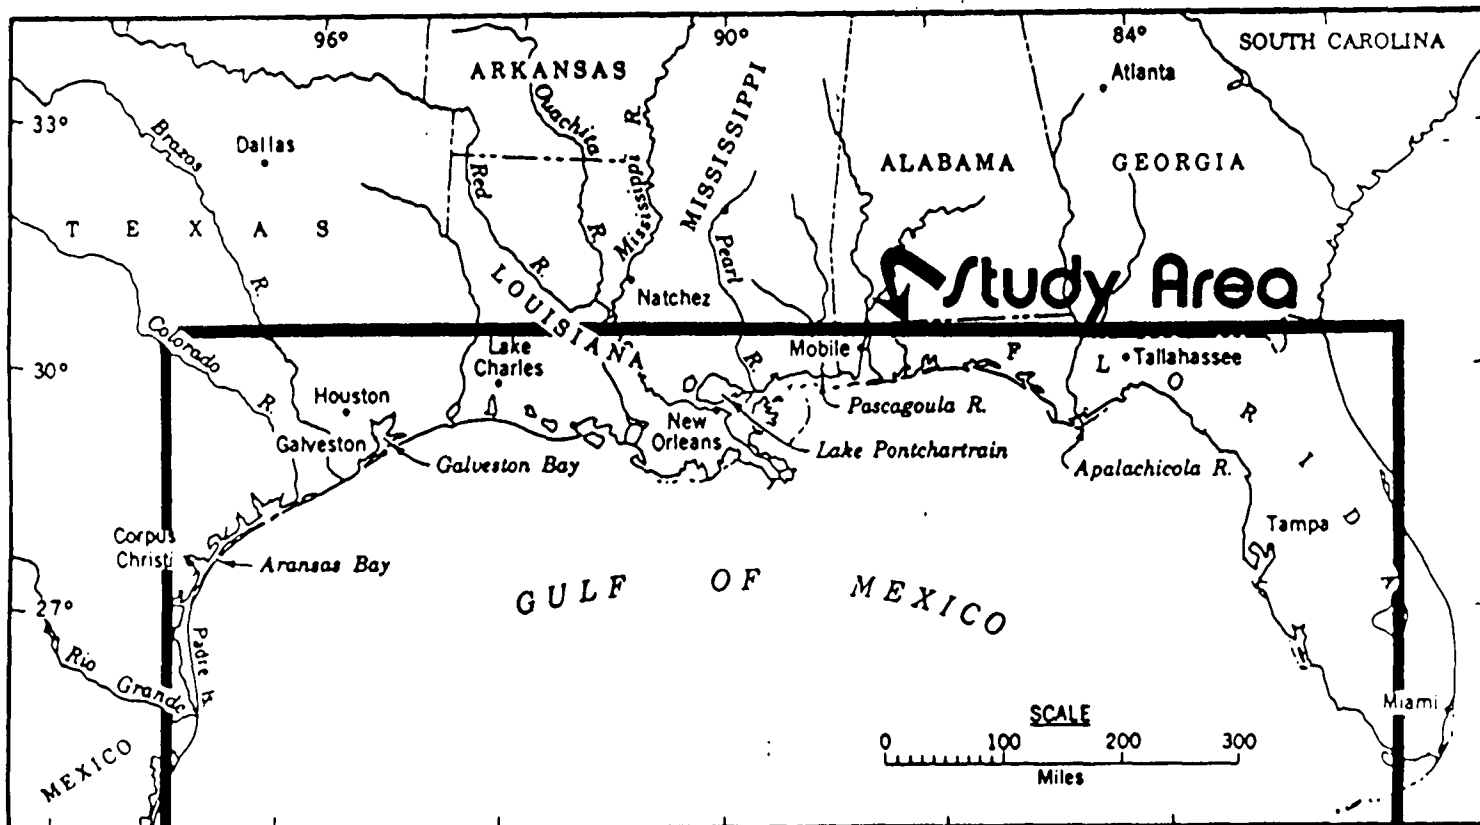 96°
90°
84°
SOUTH CAROLINA
ARKANSAS
Atlanta
Ouachita
R.
MISSISSIPPI
33°
Brazos
Dallas
ALABAMA
GEORGIA
Red
Mississippi
TEXAS
R.
Pearl
R.
R.
LOUISIANA
Natchez
Study Area
Colorado
R.
30°
Lake
Charles
Mobile
R.
Tallahassee
FLORIDA
Houston
R.
Pascagoula R.
New
Orleans
Galveston
Galveston Bay
Lake Pontchartrain
Apalachicola R.
Corpus
Christi
Tampa
Aransas Bay
GULF OF MEXICO
27°
Padre Is.
Rio
Grande
Miami
SCALE
0 100 200 300
Miles
MEXICO